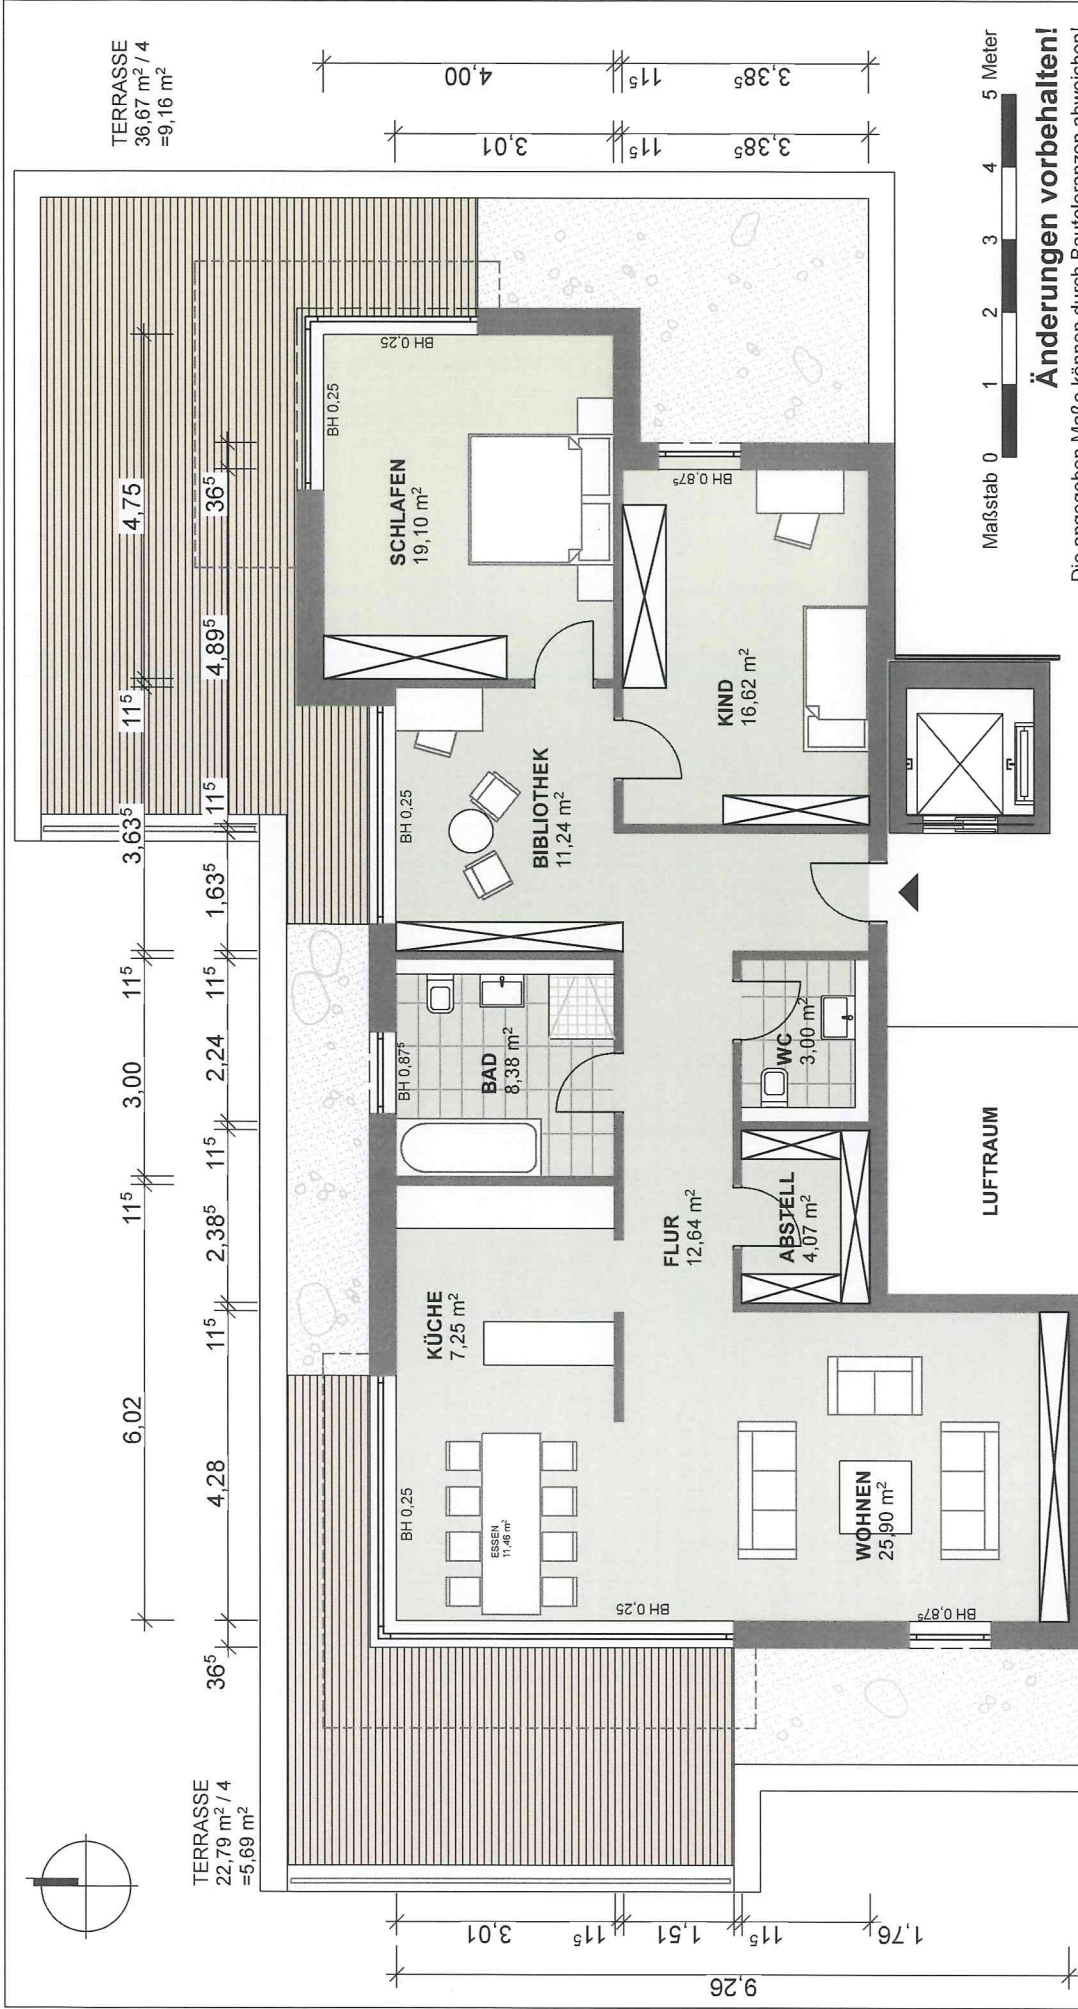 TERRASSE
22,79 m² / 4
=5,69 m²
TERRASSE
36,67 m² / 4
=9,16 m²
6,02
11⁵
3,00
11⁵
3,63⁵
11⁵
4,75
36⁵
4,28
11⁵
2,38⁵
11⁵
2,24
11⁵
1,63⁵
11⁵
4,89⁵
36⁵
3,01
11⁵
1,51
11⁵
1,76
9,26
4,00
11⁵
3,38⁵
3,01
11⁵
3,38⁵
BH 0,25
BH 0,25
BH 0,87⁵
BH 0,87⁵
BH 0,25
BH 0,25
BH 0,25
BH 0,87⁵
ESSEN
11,46 m²
KÜCHE
7,25 m²
BAD
8,38 m²
BIBLIOTHEK
11,24 m²
SCHLAFEN
19,10 m²
KIND
16,62 m²
FLUR
12,64 m²
WC
3,00 m²
ABSTELL
4,07 m²
WOHNEN
25,90 m²
LUFTRAUM
Maßstab 0 1 2 3 4 5 Meter
Änderungen vorbehalten!
Die angegeben Maße können durch Bautoleranzen abweichen!